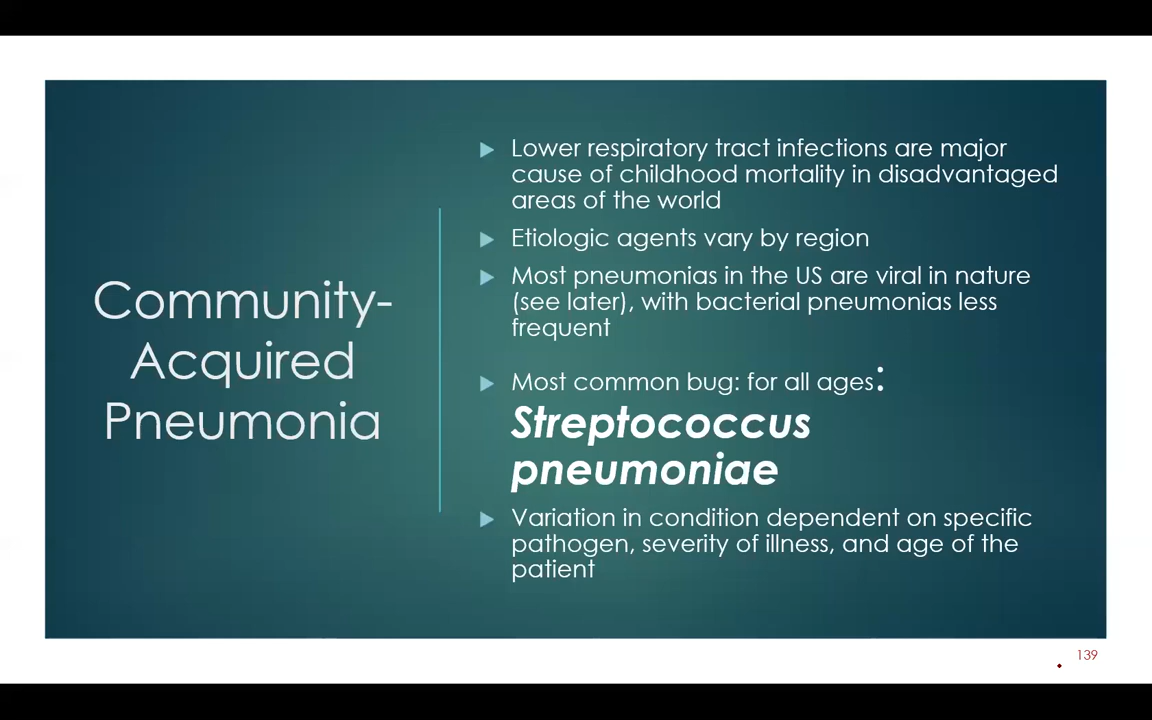 Community-
Acquired
Pneumonia
Lower respiratory tract infections are major
cause of childhood mortality in disadvantaged
areas of the world
Etiologic agents vary by region
Most pneumonias in the US are viral in nature
(see later), with bacterial pneumonias less
frequent
Most common bug: for all ages:
Streptococcus
pneumoniae
Variation in condition dependent on specific
pathogen, severity of illness, and age of the
patient
139